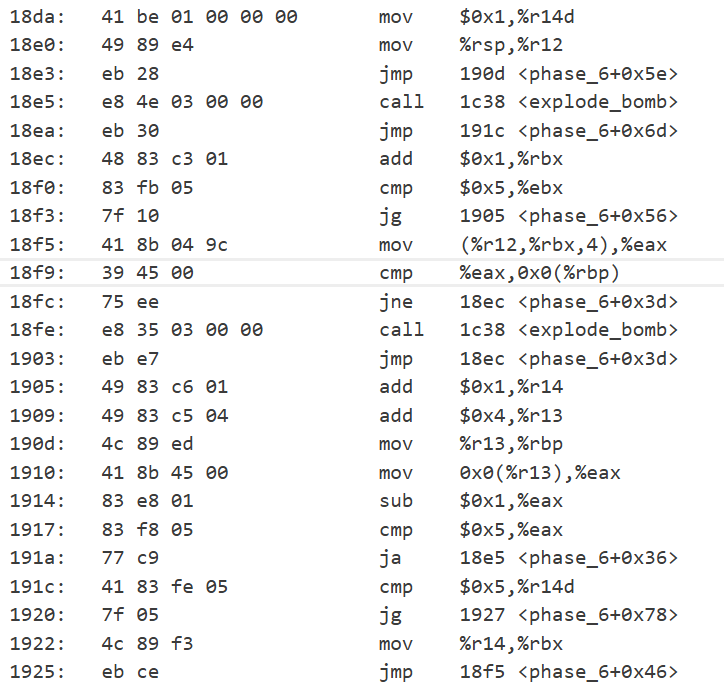 18da: 41 be 01 00 00 00 mov $0x1,%r14d
18e0: 49 89 e4 mov %rsp,%r12
18e3: eb 28 jmp 190d <phase_6+0x5e>
18e5: e8 4e 03 00 00 call 1c38 <explode_bomb>
18ea: eb 30 jmp 191c <phase_6+0x6d>
18ec: 48 83 c3 01 add $0x1,%rbx
18f0: 83 fb 05 cmp $0x5,%ebx
18f3: 7f 10 jg 1905 <phase_6+0x56>
18f5: 41 8b 04 9c mov (%r12,%rbx,4),%eax
18f9: 39 45 00 cmp %eax,0x0(%rbp)
18fc: 75 ee jne 18ec <phase_6+0x3d>
18fe: e8 35 03 00 00 call 1c38 <explode_bomb>
1903: eb e7 jmp 18ec <phase_6+0x3d>
1905: 49 83 c6 01 add $0x1,%r14
1909: 49 83 c5 04 add $0x4,%r13
190d: 4c 89 ed mov %r13,%rbp
1910: 41 8b 45 00 mov 0x0(%r13),%eax
1914: 83 e8 01 sub $0x1,%eax
1917: 83 f8 05 cmp $0x5,%eax
191a: 77 c9 ja 18e5 <phase_6+0x36>
191c: 41 83 fe 05 cmp $0x5,%r14d
1920: 7f 05 jg 1927 <phase_6+0x78>
1922: 4c 89 f3 mov %r14,%rbx
1925: eb ce jmp 18f5 <phase_6+0x46>